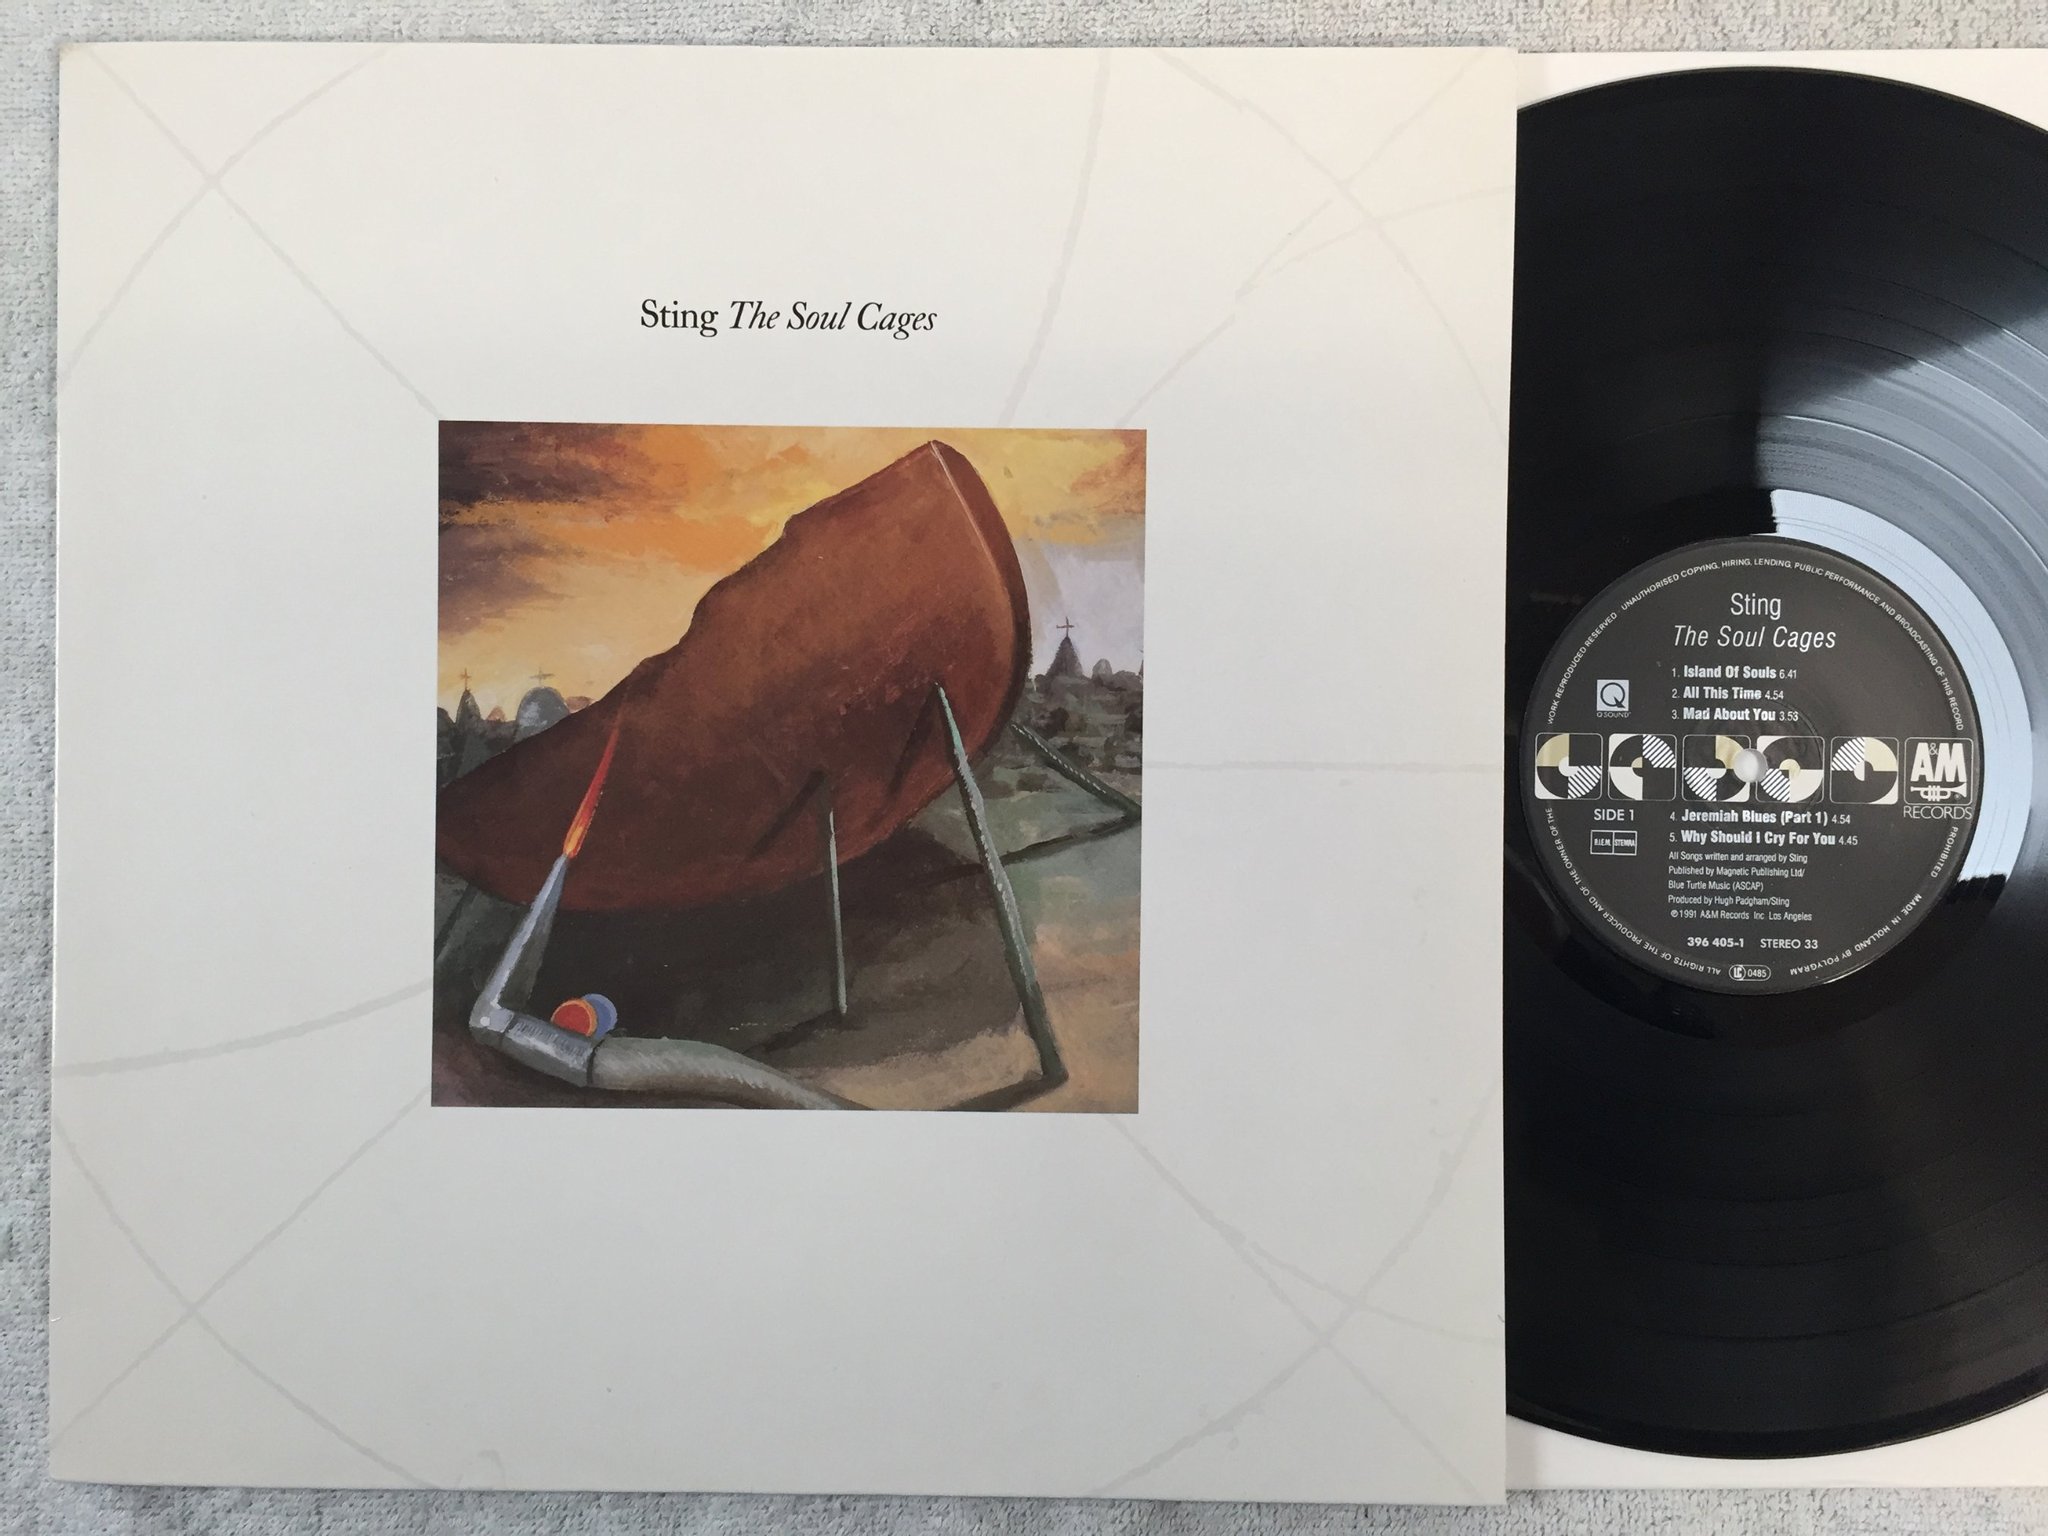 Sting The Soul Cages
UNAUTHORISED COPYING, HIRING, LENDING, PUBLIC PERFORMANCE AND BROADCASTING OF THIS RECORD PROHIBITED
MADE IN HOLLAND BY POLYGRAM
ALL RIGHTS OF THE PRODUCER AND OF THE OWNER OF THE WORK REPRODUCED RESERVED
Sting
The Soul Cages
1. Island Of Souls 6.41
2. All This Time 4.54
3. Mad About You 3.53
Q
QSOUND
A&M
RECORDS
SIDE 1
4. Jeremiah Blues (Part 1) 4.54
5. Why Should I Cry For You 4.45
B.I.E.M. STEMRA
All Songs written and arranged by Sting
Published by Magnetic Publishing Ltd/
Blue Turtle Music (ASCAP)
Produced by Hugh Padgham/Sting
℗©1991 A&M Records Inc. Los Angeles
396 405-1 STEREO 33
LC 0485